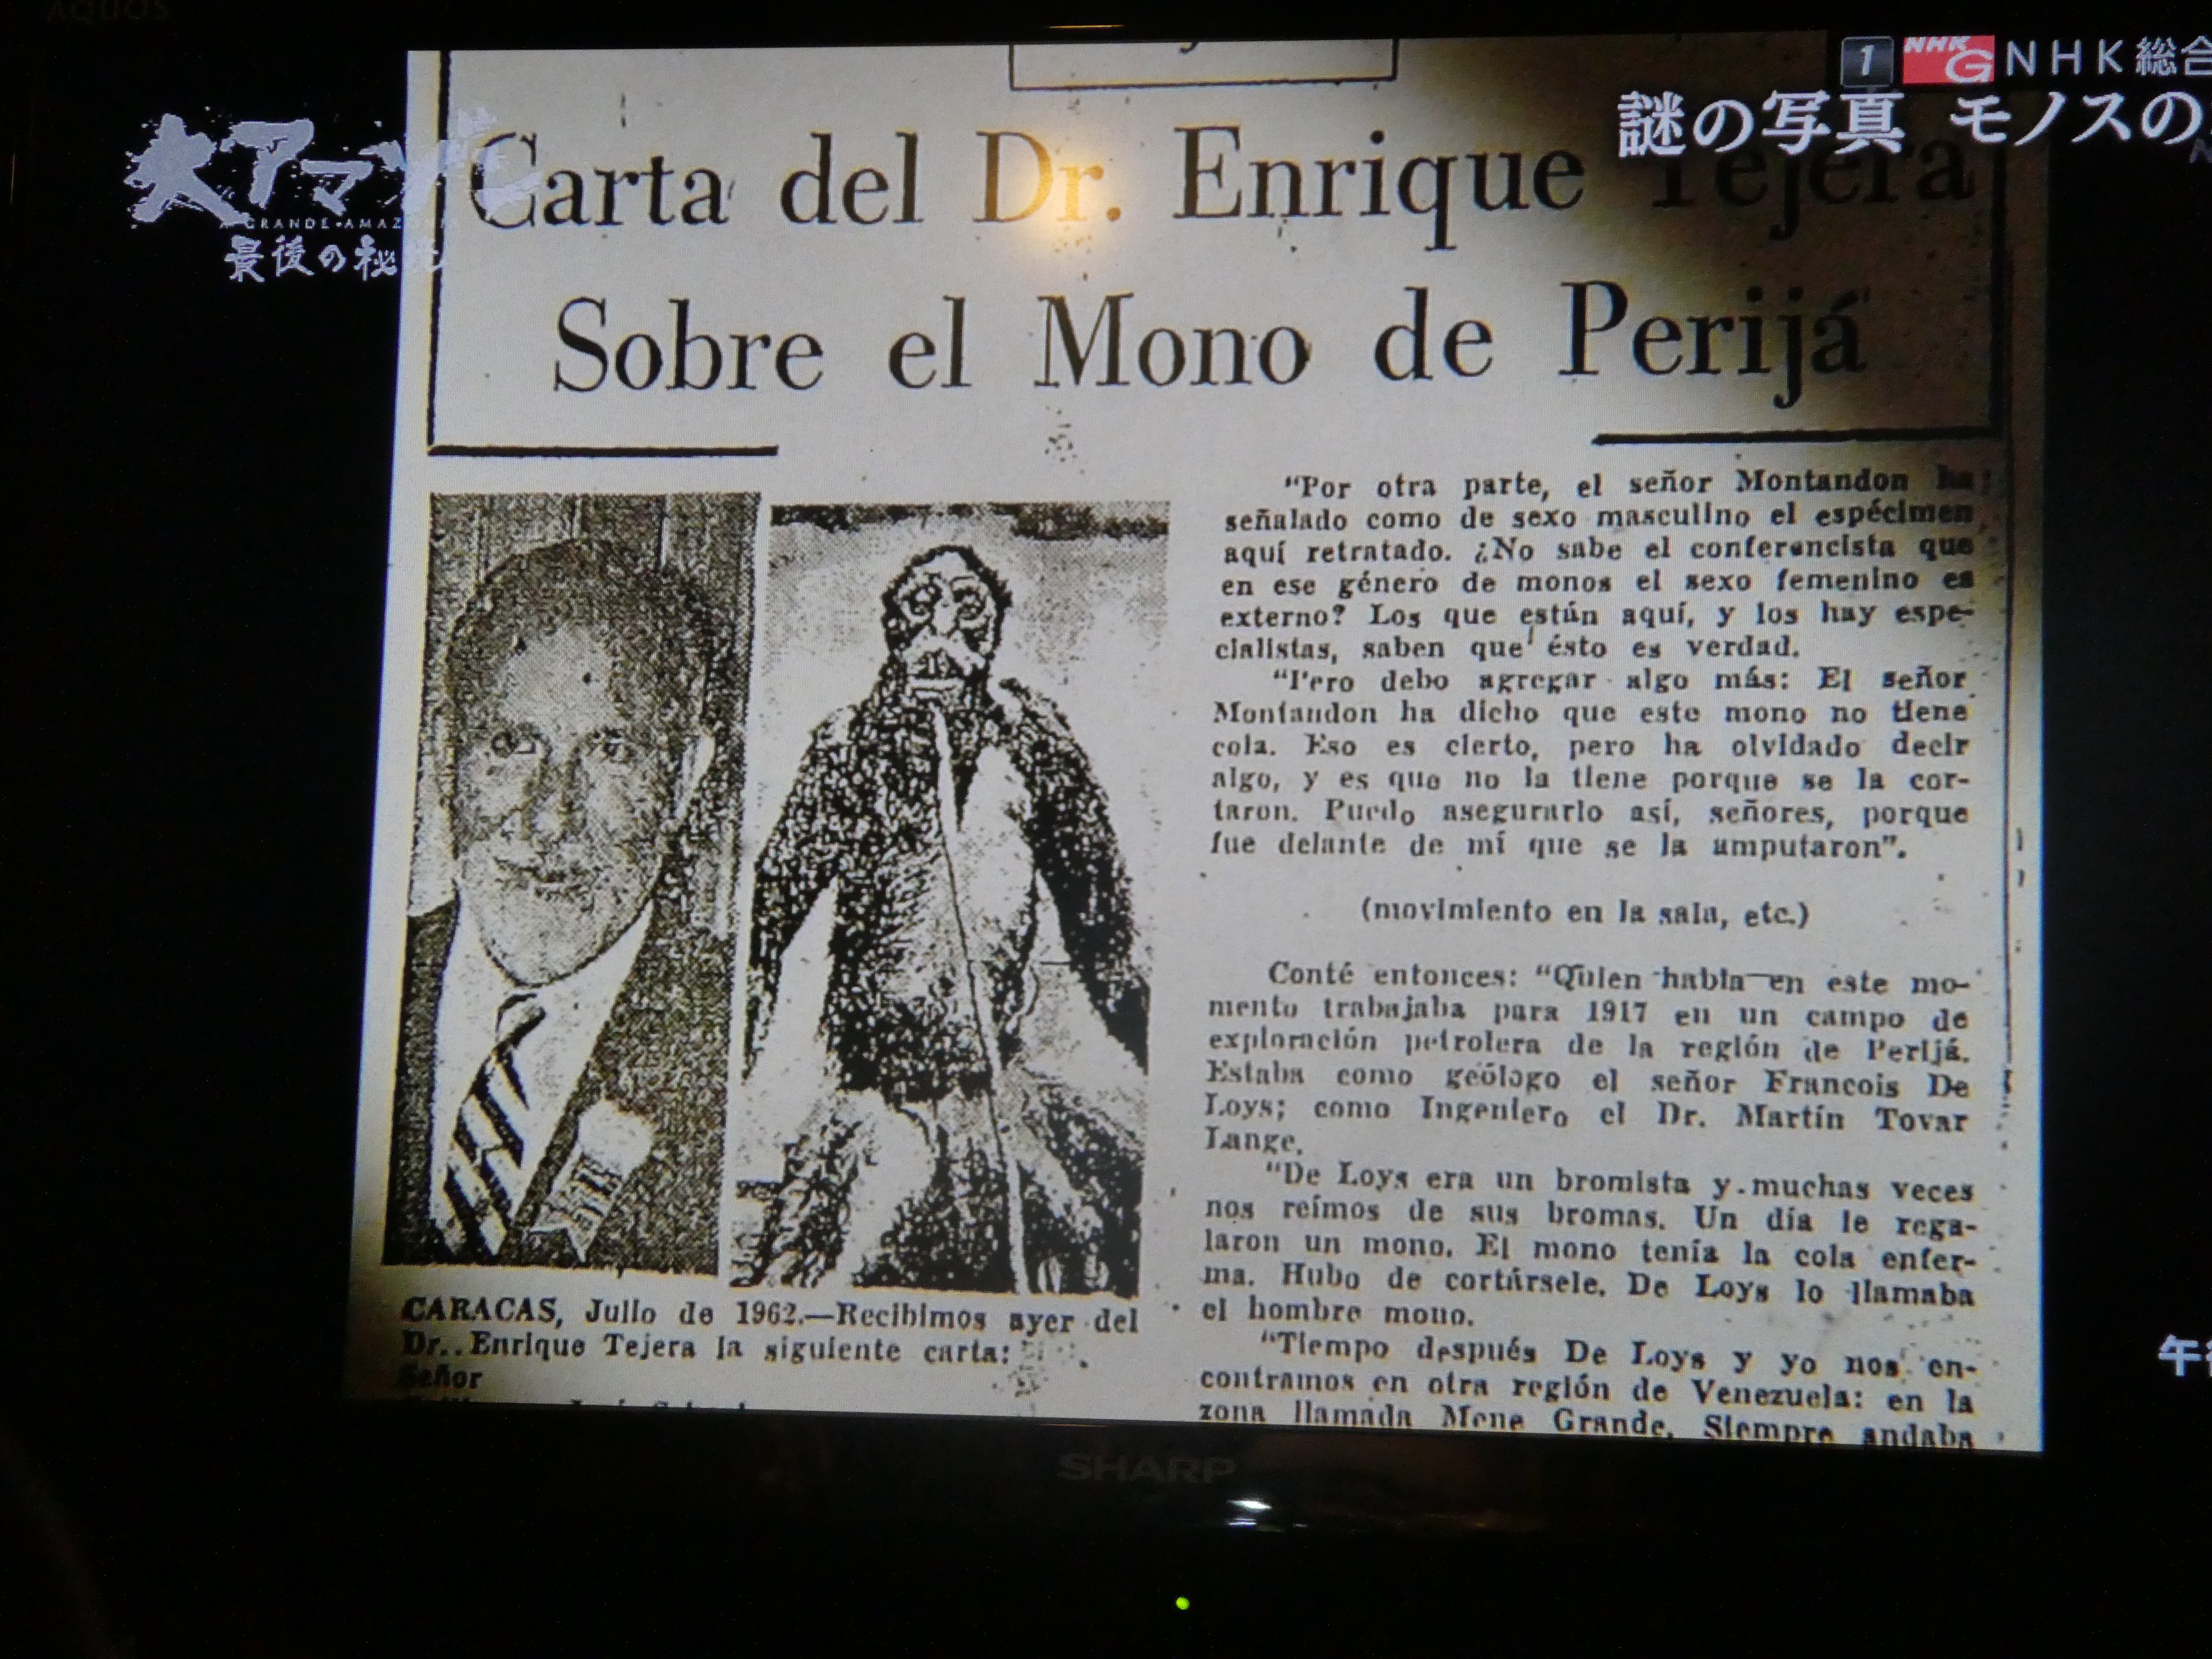 AQUOS
1 NHK G NHK総合
謎の写真 モノスの
大アマゾ
GRANDE AMAZ
最後の秘
Carta del Dr. Enrique Tejera
Sobre el Mono de Perijá
"Por otra parte, el señor Montandon ha
señalado como de sexo masculino el espécimen
aquí retratado. ¿No sabe el conferencista que
en ese género de monos el sexo femenino es
externo? Los que están aquí, y los hay espe-
cialistas, saben que ésto es verdad.
"Pero debo agregar algo más: El señor
Montandon ha dicho que este mono no tiene
cola. Eso es cierto, pero ha olvidado decir
algo, y es que no la tiene porque se la cor-
taron. Puedo asegurarlo así, señores, porque
fue delante de mí que se la amputaron".
(movimiento en la sala, etc.)
Conté entonces: "Quien habla en este mo-
mento trabajaba para 1917 en un campo de
exploración petrolera de la región de Perijá.
Estaba como geólogo el señor Francois De
Loys; como Ingeniero el Dr. Martín Tovar
Lange.
"De Loys era un bromista y muchas veces
nos reímos de sus bromas. Un día le rega-
laron un mono. El mono tenía la cola enfer-
ma. Hubo de cortársele. De Loys lo llamaba
el hombre mono.
"Tiempo después De Loys y yo nos en-
contramos en otra región de Venezuela: en la
zona llamada Mene Grande. Siempre andaba
CARACAS, Julio de 1962.—Recibimos ayer del
Dr. Enrique Tejera la siguiente carta:
Señor
午
SHARP